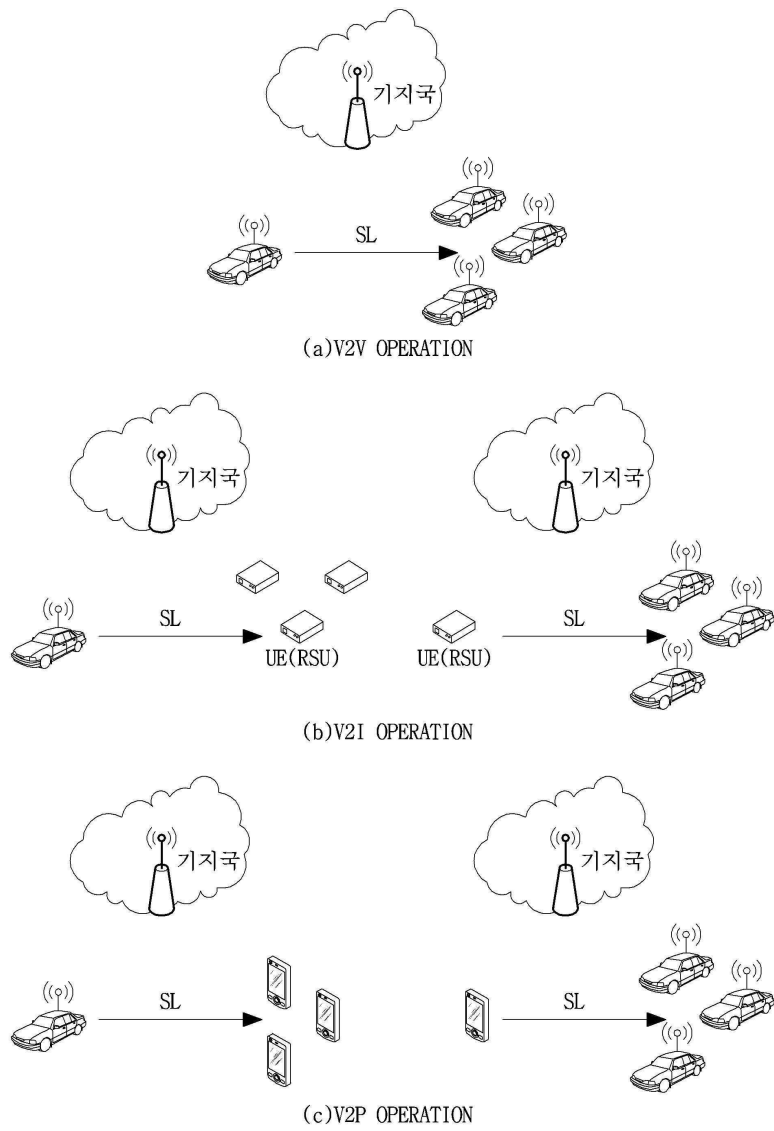 기지국
SL
(a)V2V OPERATION
기지국
기지국
SL
UE(RSU)
UE(RSU)
SL
(b)V2I OPERATION
기지국
기지국
SL
SL
(c)V2P OPERATION